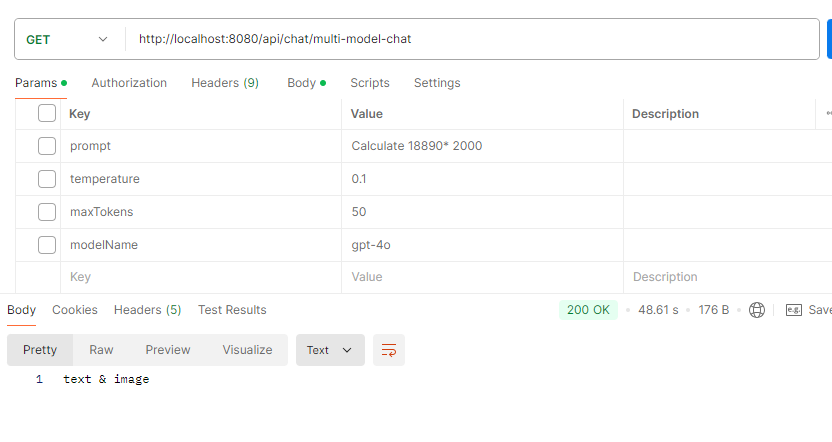 GET http://localhost:8080/api/chat/multi-model-chat
Params Authorization Headers (9) Body Scripts Settings
Key Value Description
prompt Calculate 18890* 2000
temperature 0.1
maxTokens 50
modelName gpt-4o
Key Value Description
Body Cookies Headers (5) Test Results 200 OK 48.61 s 176 B e.g. Save
Pretty Raw Preview Visualize Text
1 text & image